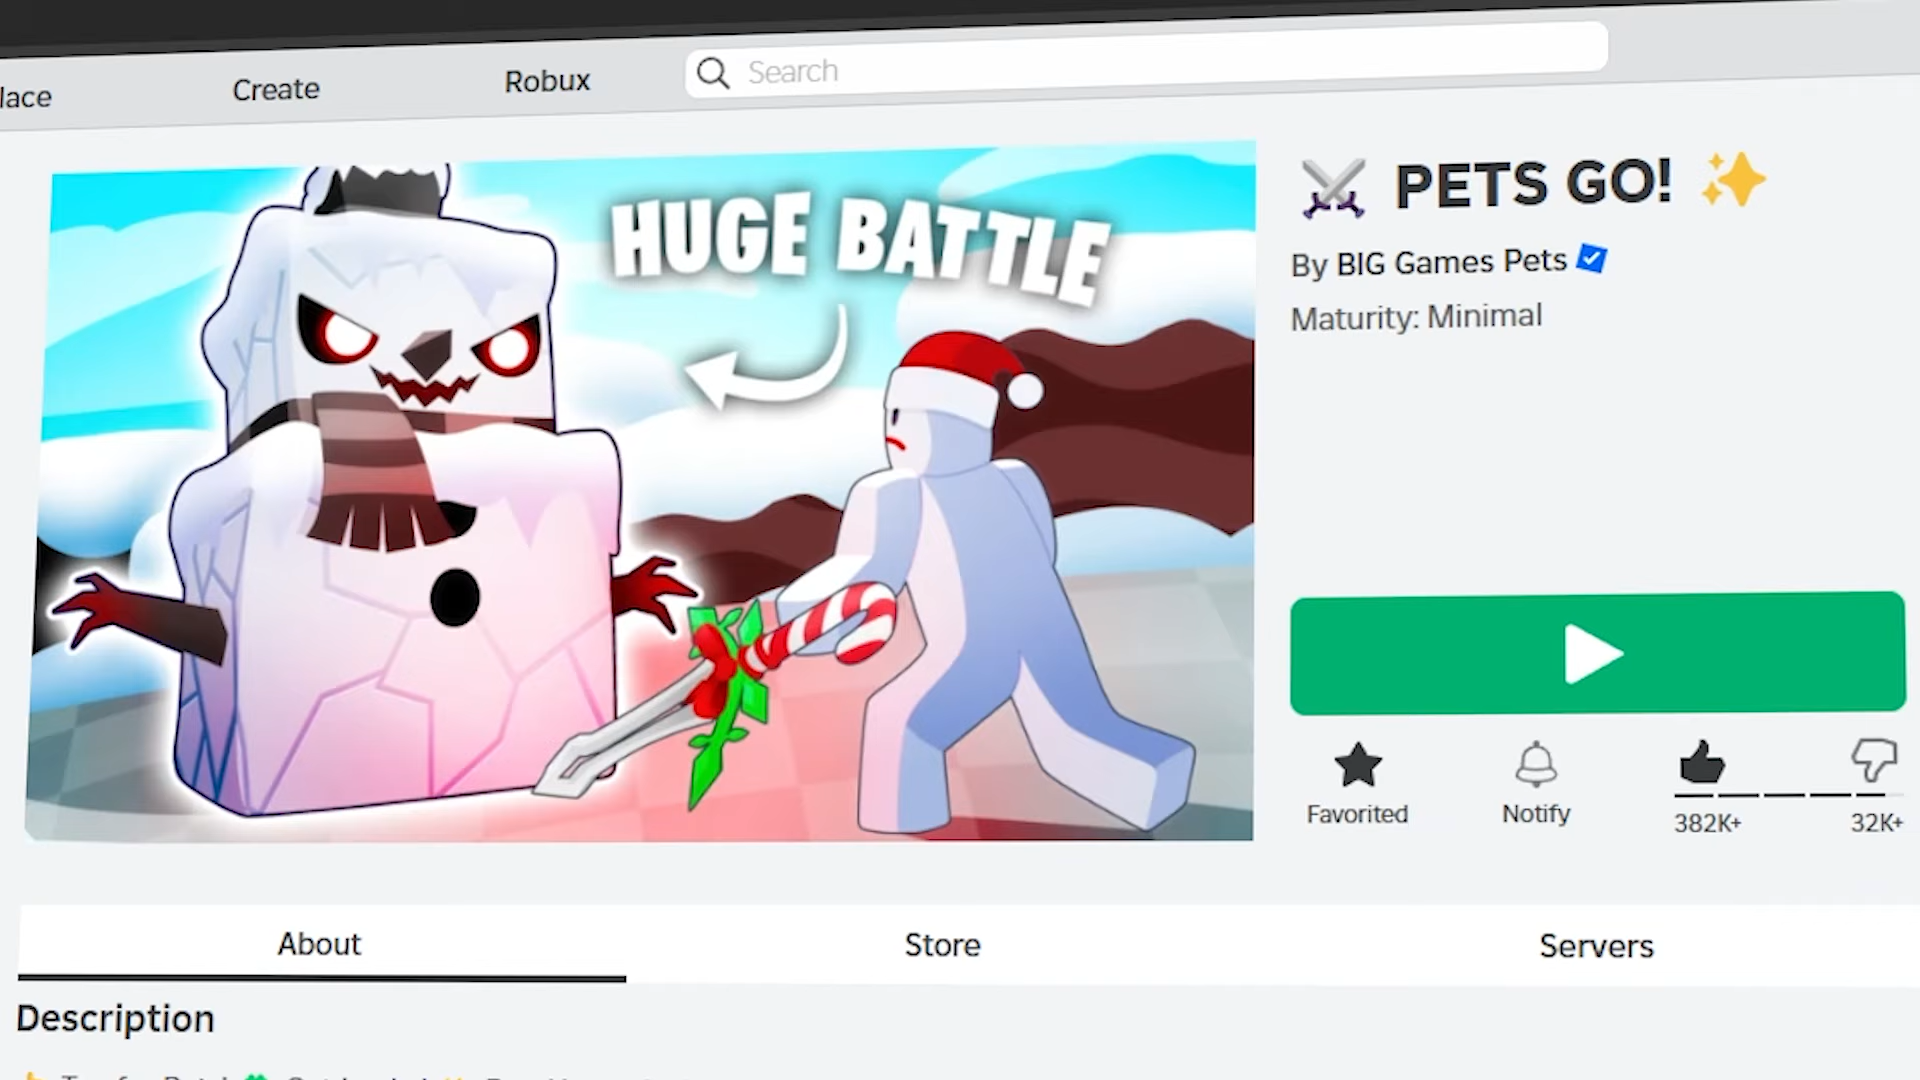 lace
Create
Robux
Search
HUGE BATTLE
PETS GO!
By BIG Games Pets
Maturity: Minimal
Favorited
Notify
382K+
32K+
About
Store
Servers
Description